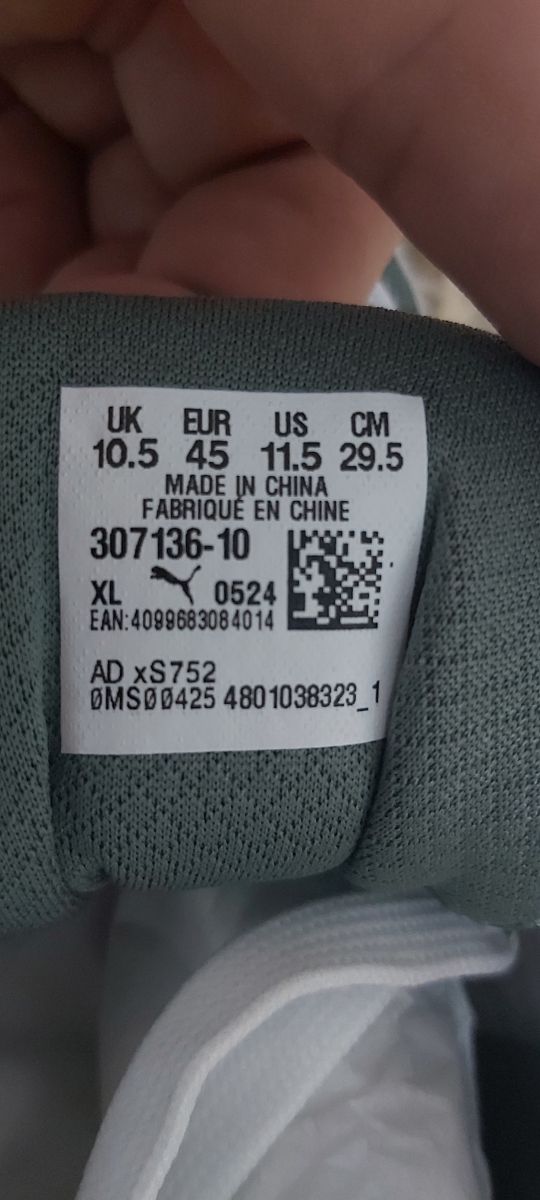 UK EUR US CM
10.5 45 11.5 29.5
MADE IN CHINA
FABRIQUÉ EN CHINE
307136-10
XL 0524
EAN:4099683084014
AD xS752
0MS00425 4801038323_1